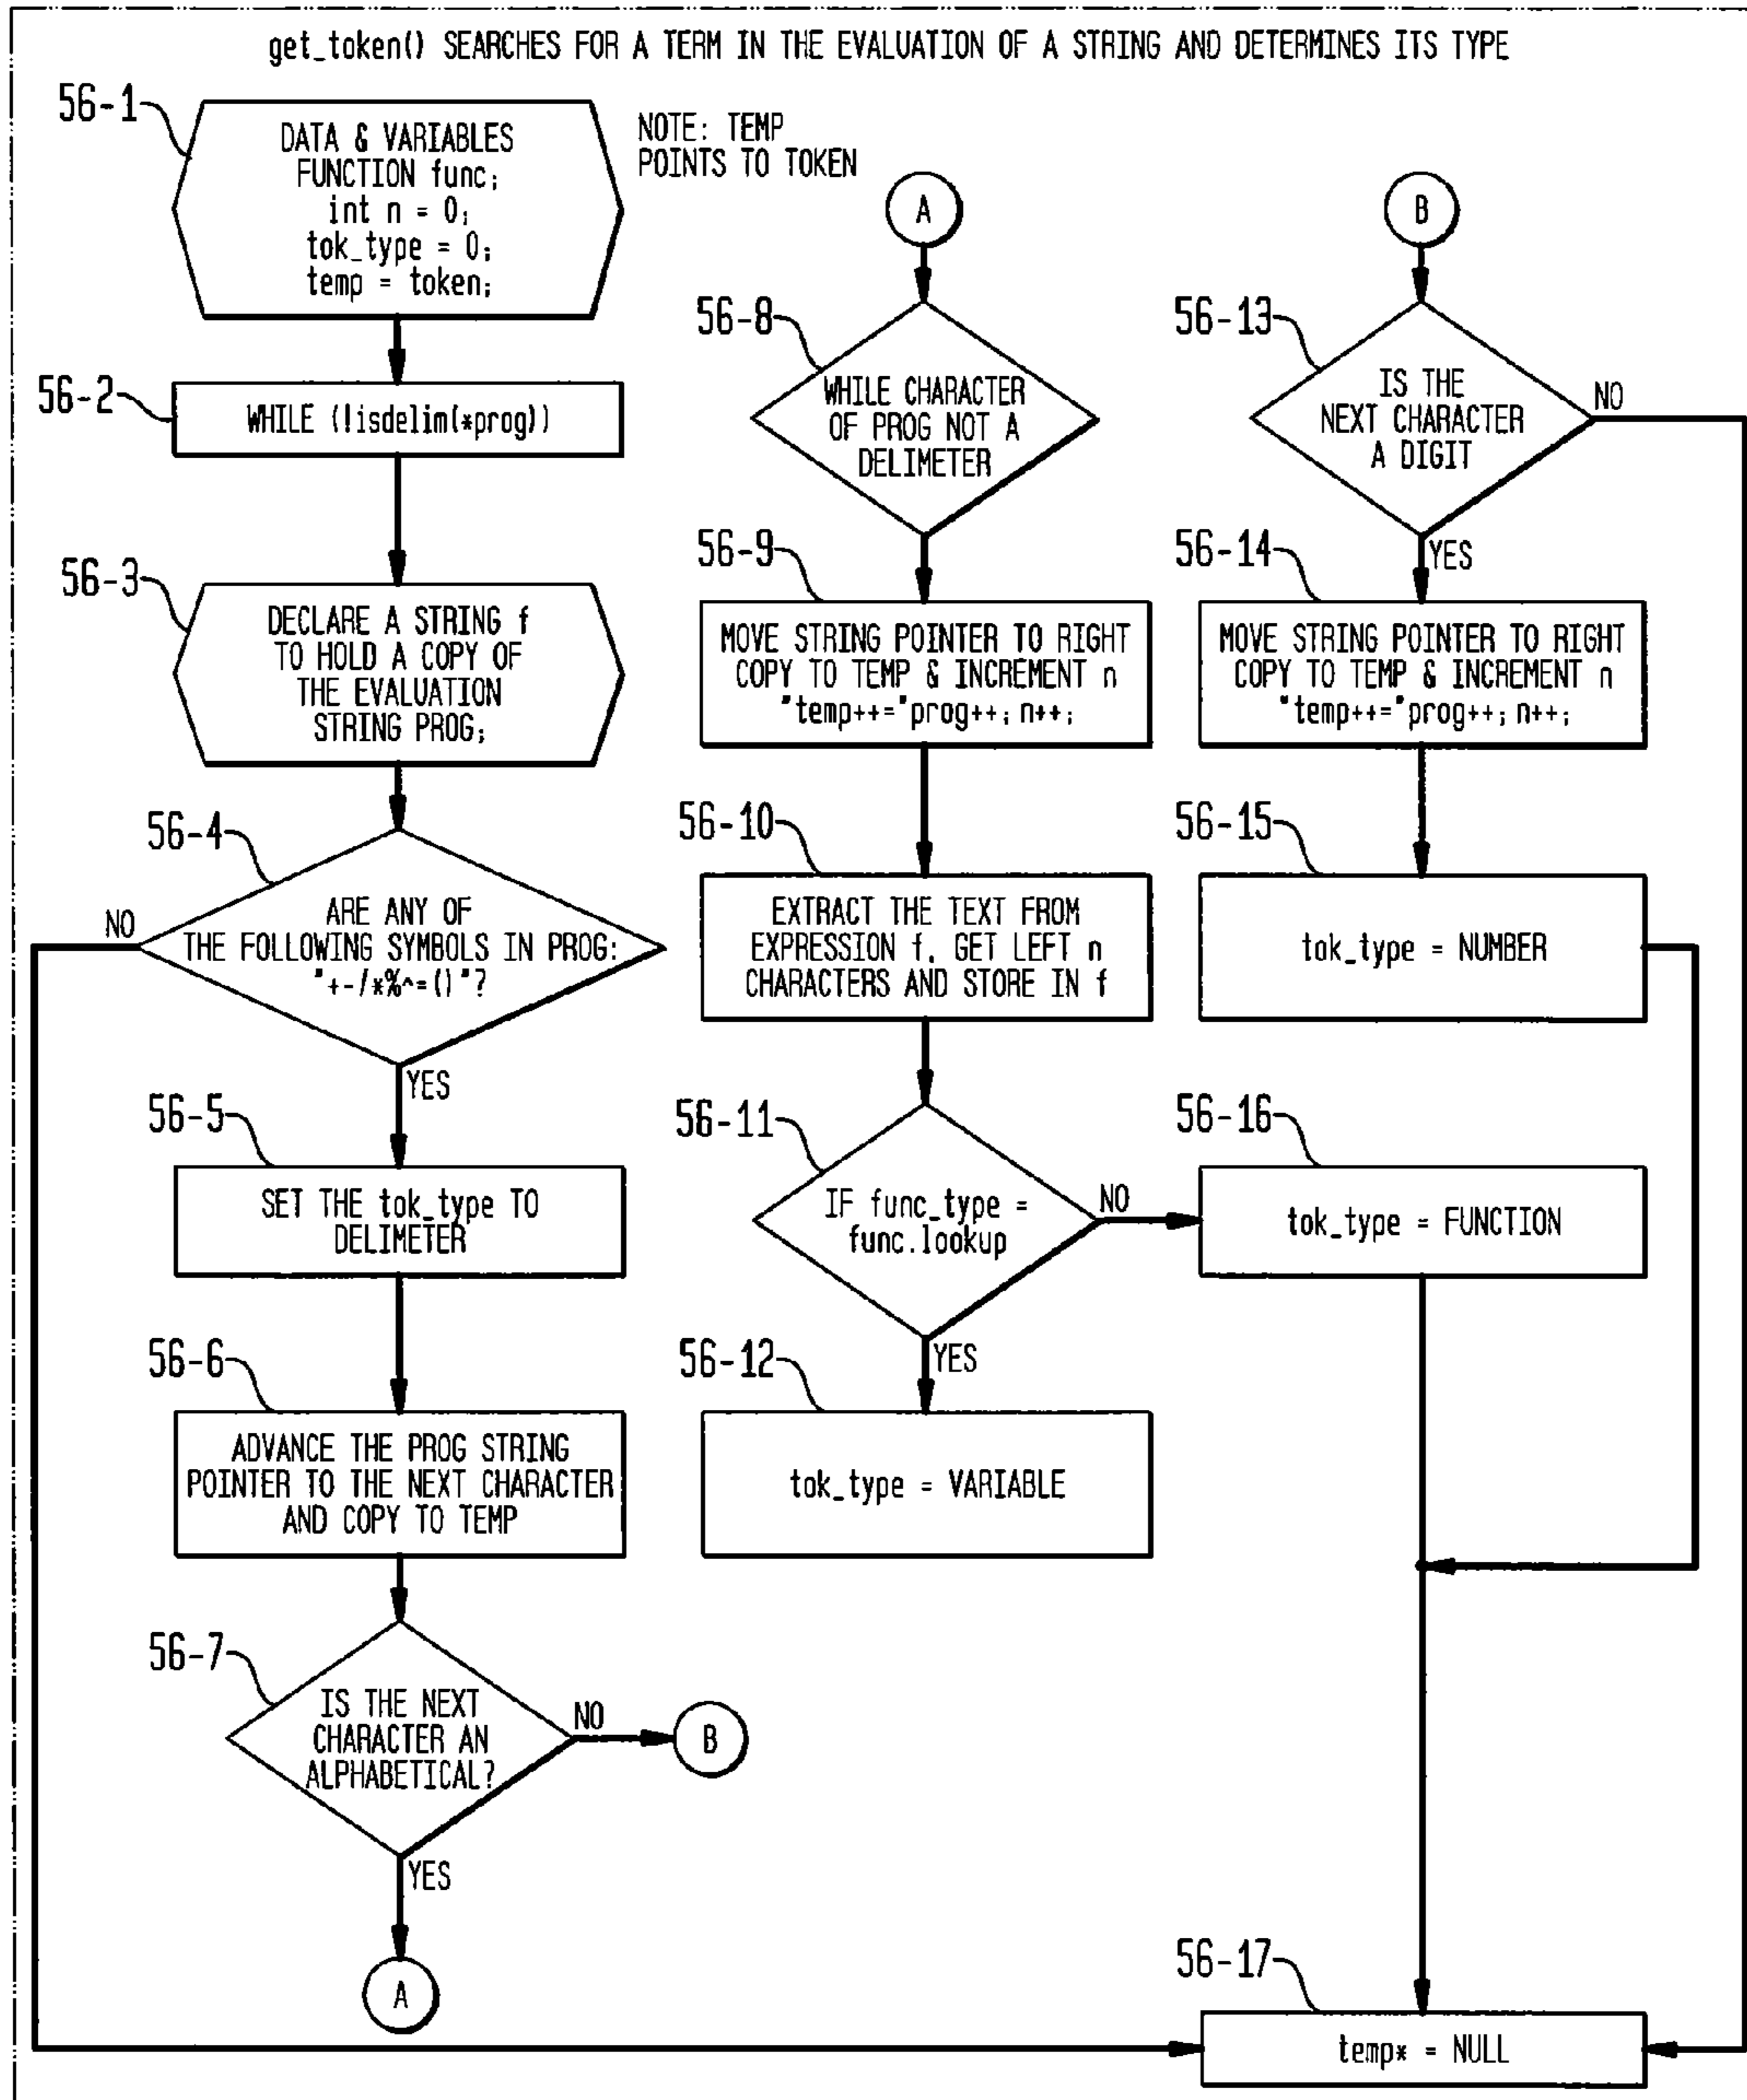 get_token() SEARCHES FOR A TERM IN THE EVALUATION OF A STRING AND DETERMINES ITS TYPE
56-1
DATA & VARIABLES
FUNCTION func;
int n = 0;
tok_type = 0;
temp = token;
NOTE: TEMP
POINTS TO TOKEN
56-2
WHILE (!isdelim(*prog))
56-3
DECLARE A STRING f
TO HOLD A COPY OF
THE EVALUATION
STRING PROG;
56-4
ARE ANY OF
THE FOLLOWING SYMBOLS IN PROG:
"+-/*%^=()"?
NO
YES
56-5
SET THE tok_type TO
DELIMETER
56-6
ADVANCE THE PROG STRING
POINTER TO THE NEXT CHARACTER
AND COPY TO TEMP
56-7
IS THE NEXT
CHARACTER AN
ALPHABETICAL?
NO
B
YES
A
A
56-8
WHILE CHARACTER
OF PROG NOT A
DELIMETER
56-9
MOVE STRING POINTER TO RIGHT
COPY TO TEMP & INCREMENT n
"temp++="prog++; n++;
56-10
EXTRACT THE TEXT FROM
EXPRESSION f. GET LEFT n
CHARACTERS AND STORE IN f
56-11
IF func_type =
func.lookup
NO
YES
56-12
tok_type = VARIABLE
B
56-13
IS THE
NEXT CHARACTER
A DIGIT
NO
YES
56-14
MOVE STRING POINTER TO RIGHT
COPY TO TEMP & INCREMENT n
"temp++="prog++; n++;
56-15
tok_type = NUMBER
56-16
tok_type = FUNCTION
56-17
temp* = NULL